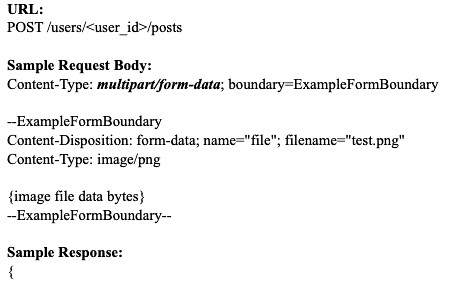 URL:
POST /users/<user_id>/posts
Sample Request Body:
Content-Type: multipart/form-data; boundary=ExampleFormBoundary
--ExampleFormBoundary
Content-Disposition: form-data; name="file"; filename="test.png"
Content-Type: image/png
{image file data bytes}
--ExampleFormBoundary--
Sample Response:
{